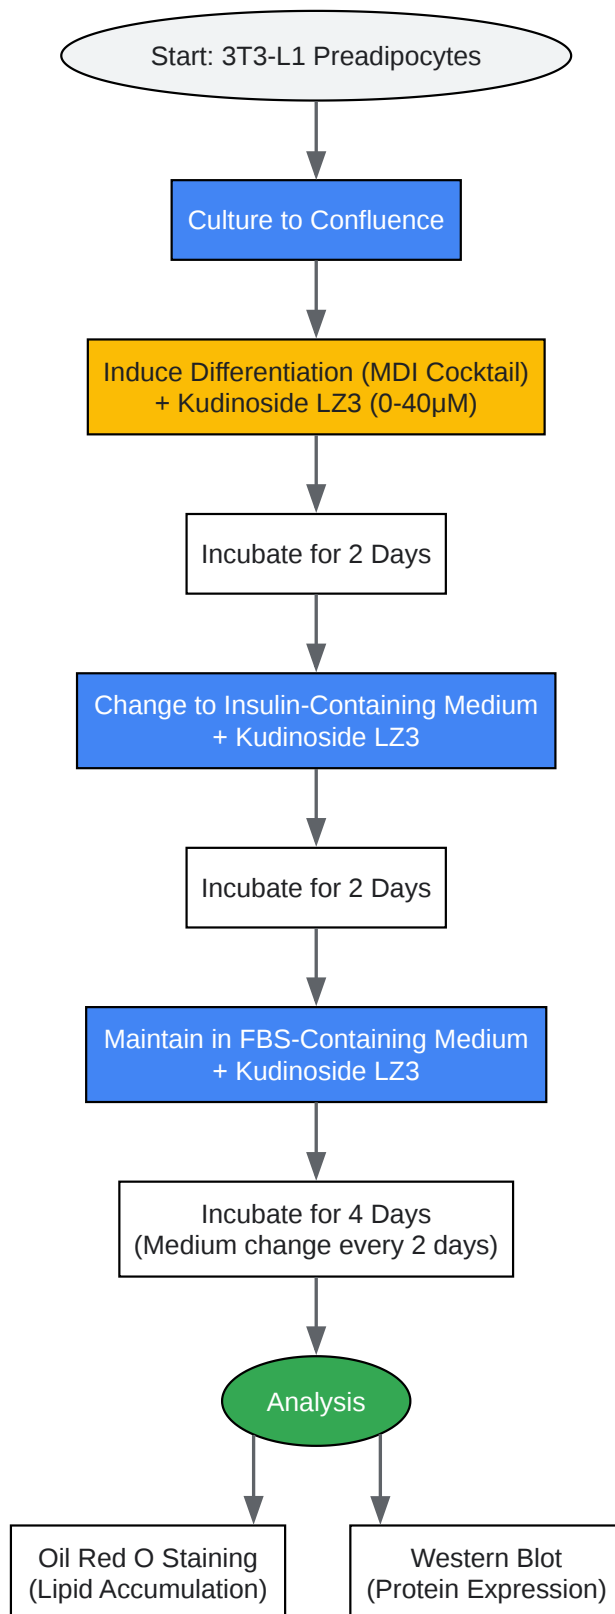 Start: 3T3-L1 Preadipocytes
Culture to Confluence
Induce Differentiation (MDI Cocktail)
+ Kudinoside LZ3 (0-40μM)
Incubate for 2 Days
Change to Insulin-Containing Medium
+ Kudinoside LZ3
Incubate for 2 Days
Maintain in FBS-Containing Medium
+ Kudinoside LZ3
Incubate for 4 Days
(Medium change every 2 days)
Analysis
Oil Red O Staining
(Lipid Accumulation)
Western Blot
(Protein Expression)